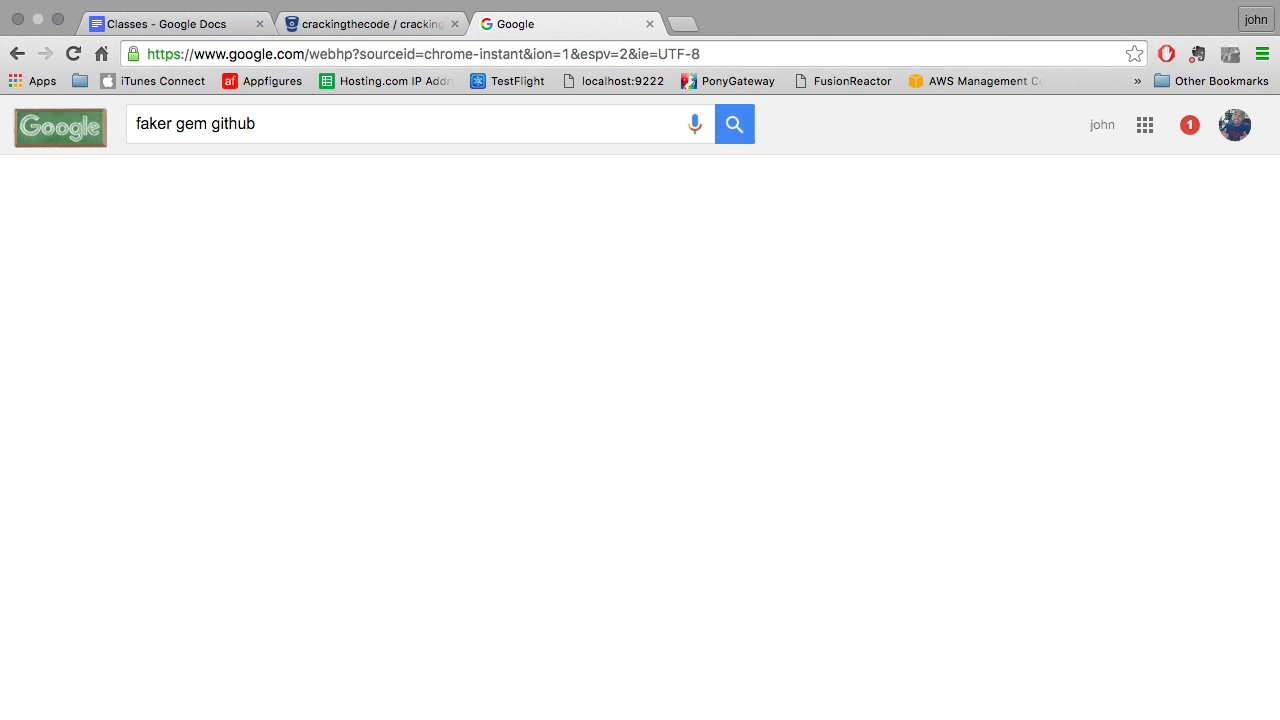 Classes - Google Docs
crackingthecode / cracking
Google
john
https://www.google.com/webhp?sourceid=chrome-instant&ion=1&espv=2&ie=UTF-8
Apps
iTunes Connect
af Appfigures
Hosting.com IP Addr
TestFlight
localhost:9222
PonyGateway
FusionReactor
AWS Management Co
» Other Bookmarks
Google
faker gem github
john
1